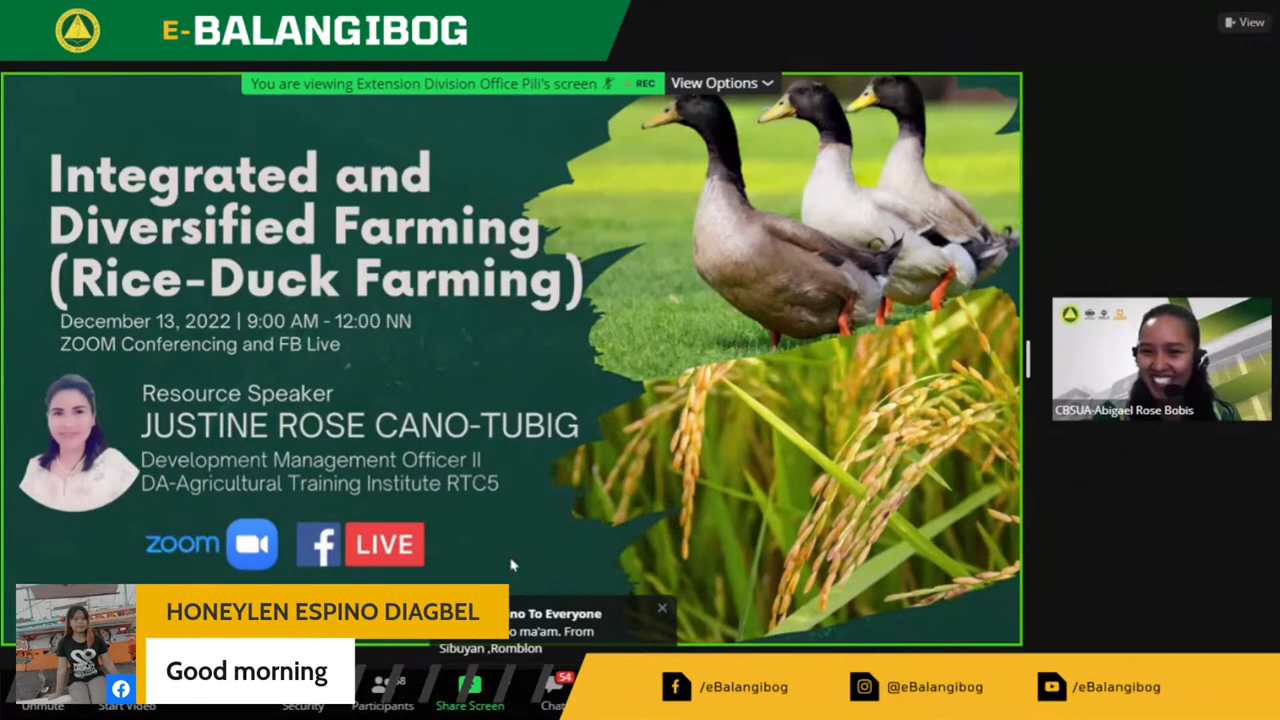 E-BALANGIBOG
View
You are viewing Extension Division Office Pili's screen
REC
View Options
Integrated and
Diversified Farming
(Rice-Duck Farming)
December 13, 2022 | 9:00 AM - 12:00 NN
ZOOM Conferencing and FB Live
Resource Speaker
JUSTINE ROSE CANO-TUBIG
Development Management Officer II
DA-Agricultural Training Institute RTC5
zoom
LIVE
CBSUA-Abigael Rose Bobis
To Everyone
ma'am. From
Sibuyan ,Romblon
HONEYLEN ESPINO DIAGBEL
Good morning
Unmute
Start Video
Security
Participants
Share Screen
Chat
54
/eBalangibog
@eBalangibog
/eBalangibog